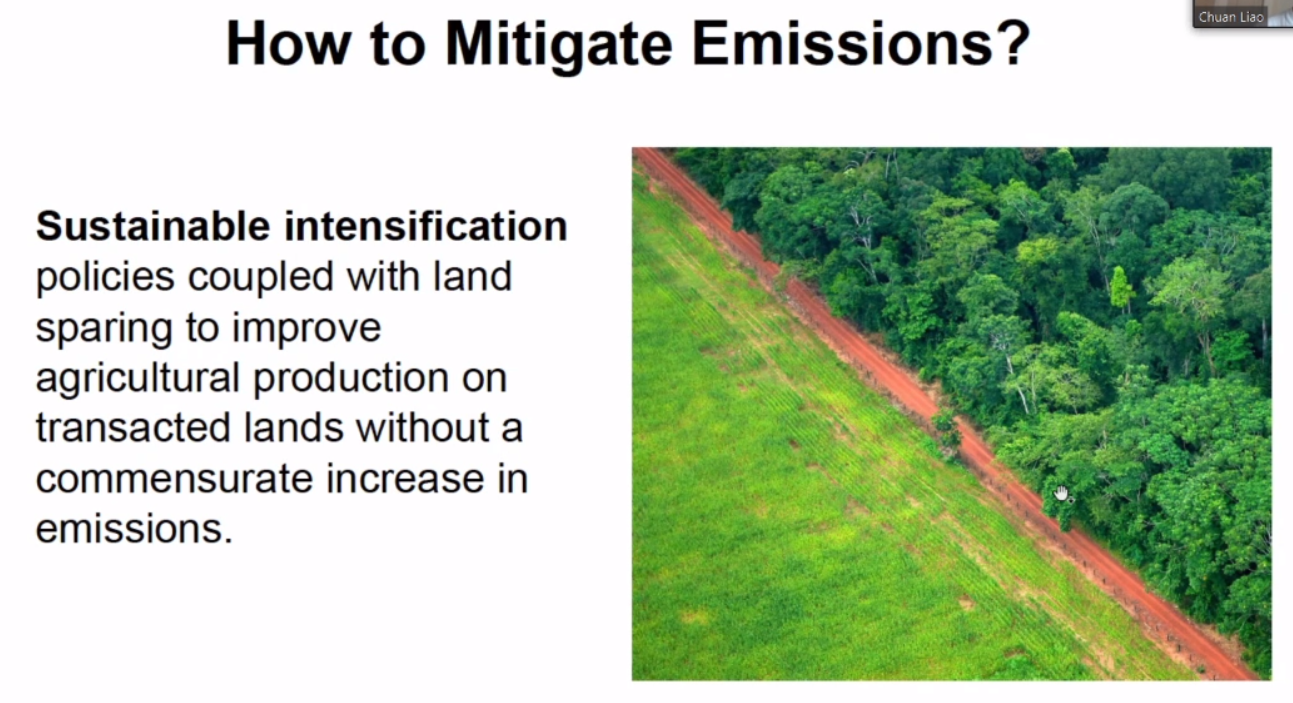 Chuan Liao
How to Mitigate Emissions?
Sustainable intensification
policies coupled with land
sparing to improve
agricultural production on
transacted lands without a
commensurate increase in
emissions.